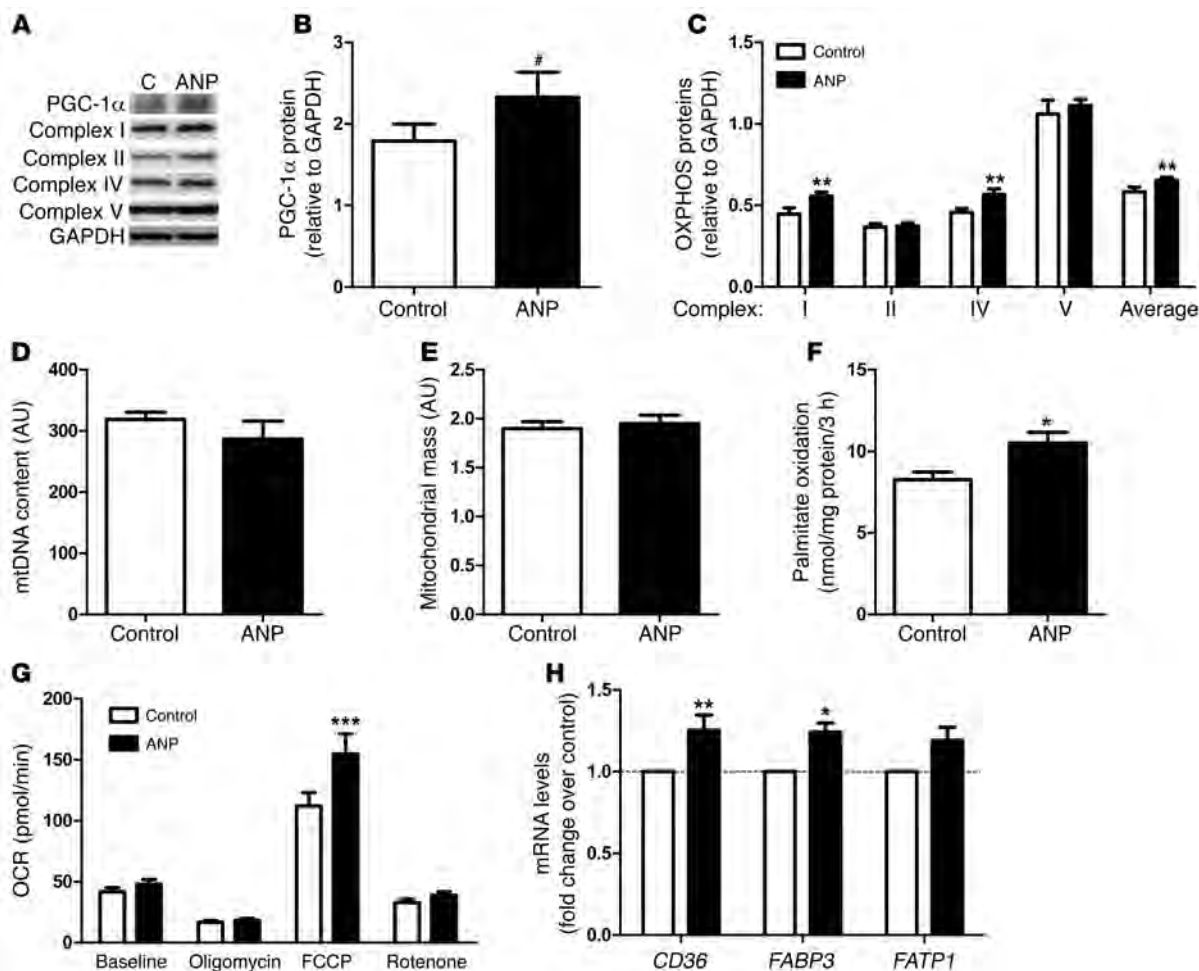 A
C ANP
PGC-1α
Complex I
Complex II
Complex IV
Complex V
GAPDH
B
PGC-1α protein
(relative to GAPDH)
3
2
1
0
#
Control ANP
C
OXPHOS proteins
(relative to GAPDH)
1.5
1.0
0.5
0.0
Control
ANP
**
**
**
Complex: I II IV V Average
D
mtDNA content (AU)
400
300
200
100
0
Control ANP
E
Mitochondrial mass (AU)
2.5
2.0
1.5
1.0
0.5
0.0
Control ANP
F
Palmitate oxidation
(nmol/mg protein/3 h)
15
10
5
0
*
Control ANP
G
OCR (pmol/min)
200
150
100
50
0
Control
ANP
***
Baseline Oligomycin FCCP Rotenone
H
mRNA levels
(fold change over control)
1.5
1.0
0.5
0.0
**
*
CD36 FABP3 FATP1